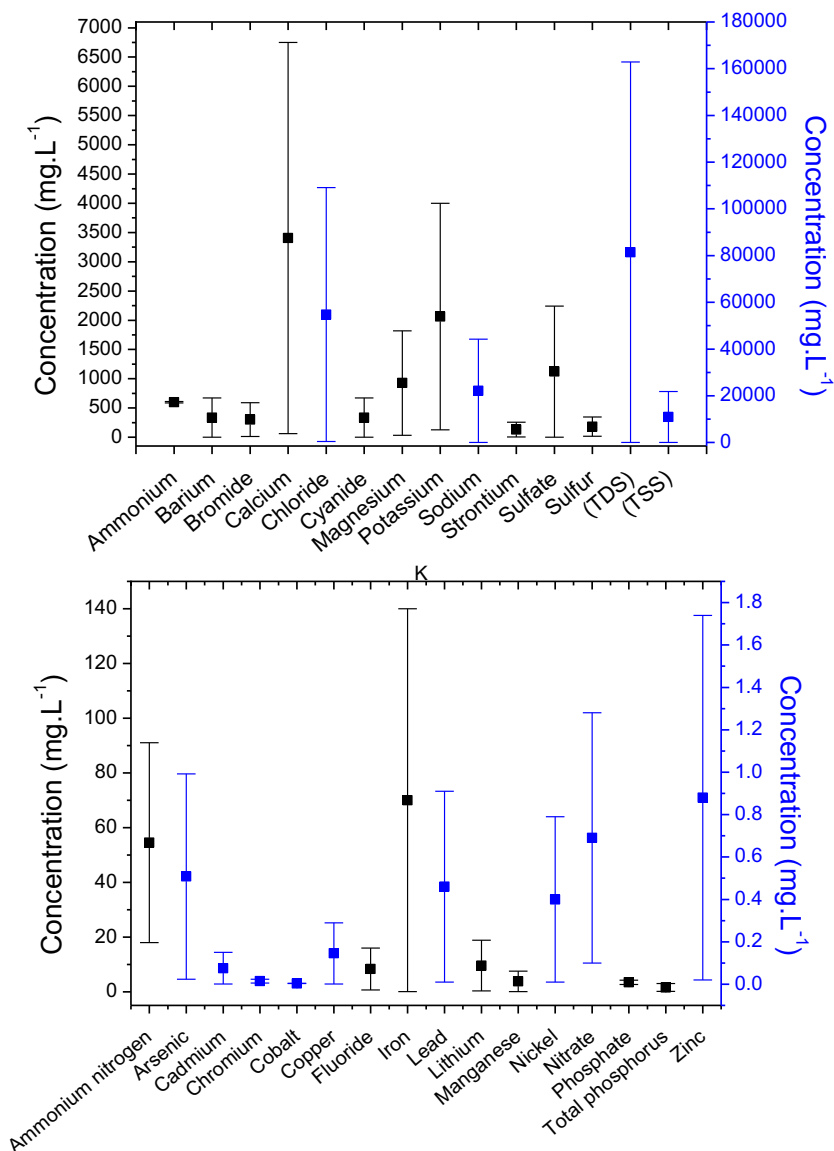 7000
6500
6000
5500
5000
4500
4000
3500
3000
2500
2000
1500
1000
500
0
Concentration (mg.L⁻¹)
180000
160000
140000
120000
100000
80000
60000
40000
20000
0
Concentration (mg.L⁻¹)
Ammonium
Barium
Bromide
Calcium
Chloride
Cyanide
Magnesium
Potassium
Sodium
Strontium
Sulfate
Sulfur
(TDS)
(TSS)
K
140
120
100
80
60
40
20
0
Concentration (mg.L⁻¹)
1.8
1.6
1.4
1.2
1.0
0.8
0.6
0.4
0.2
0.0
Concentration (mg.L⁻¹)
Ammonium nitrogen
Arsenic
Cadmium
Chromium
Cobalt
Copper
Fluoride
Iron
Lead
Lithium
Manganese
Nickel
Nitrate
Phosphate
Total phosphorus
Zinc